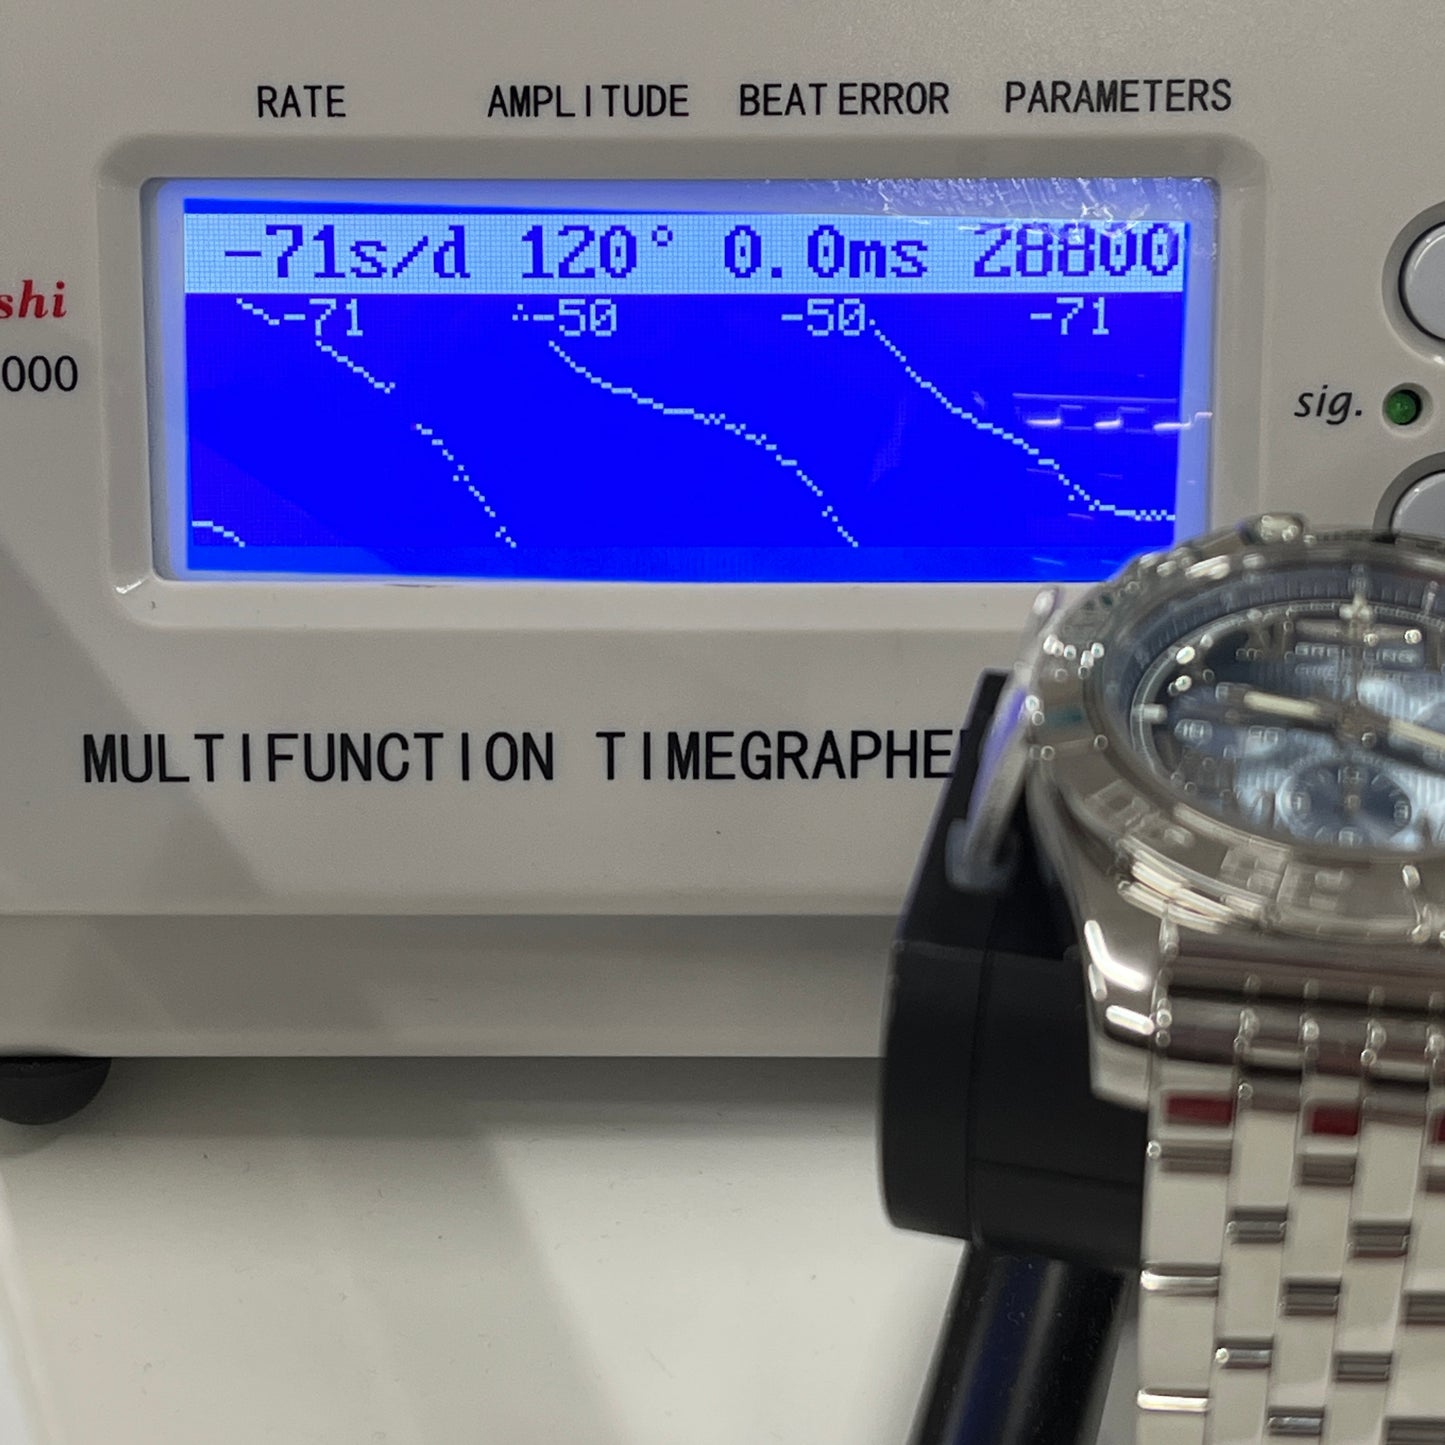 RATE AMPLITUDE BEAT ERROR PARAMETERS
-71s/d 120° 0.0ms 28800
-71 -50 -50 -71
shi
000
sig.
MULTIFUNCTION TIMEGRAPHE
BREITLING